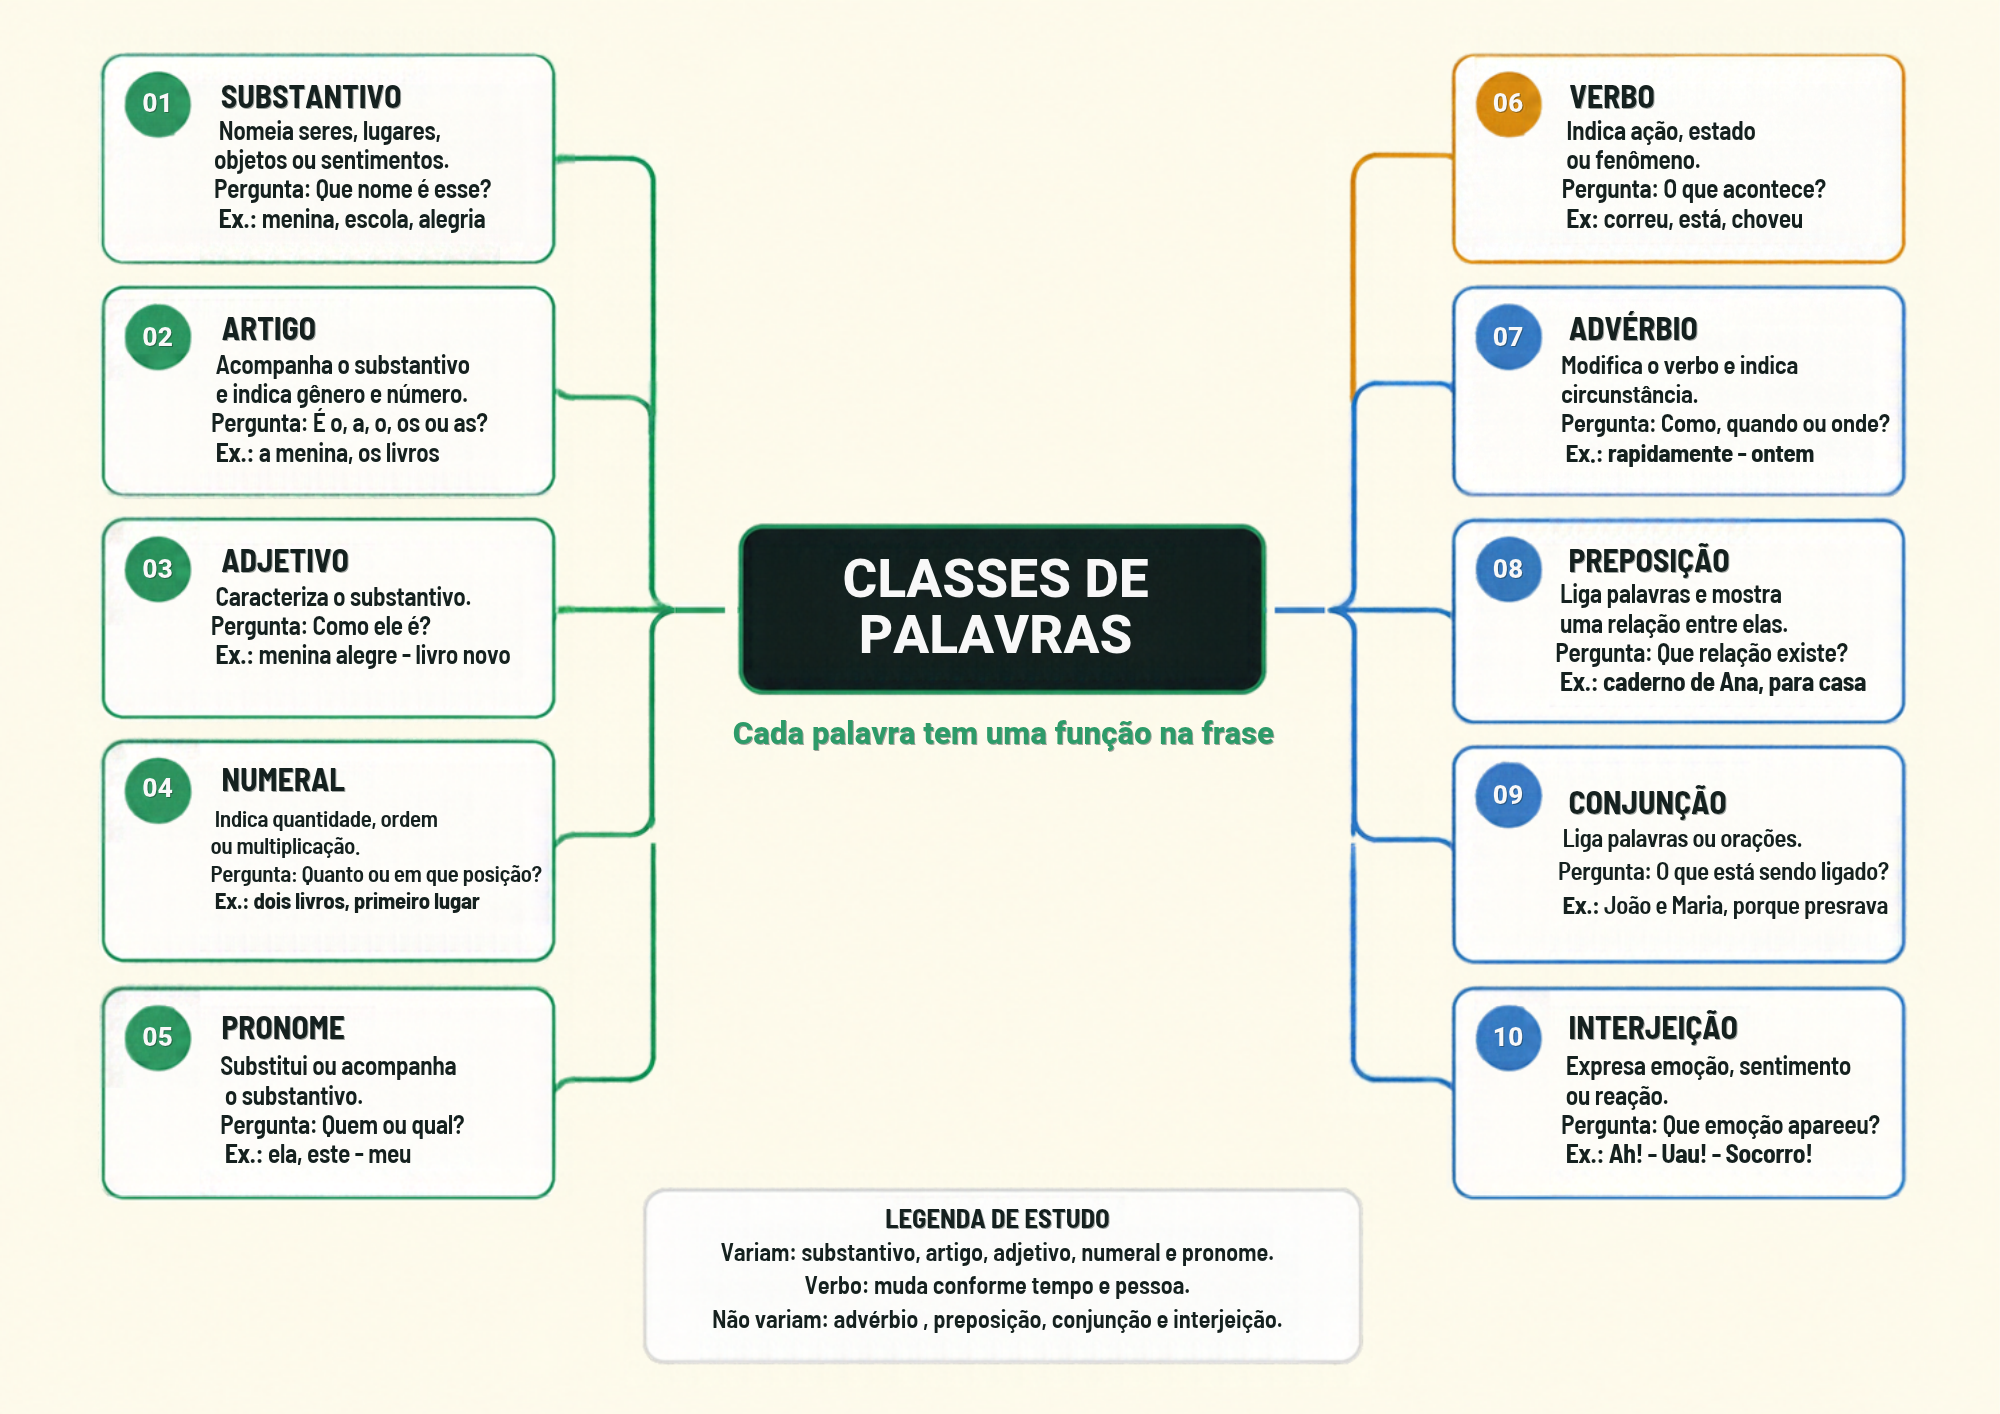 01
SUBSTANTIVO
Nomeia seres, lugares,
objetos ou sentimentos.
Pergunta: Que nome é esse?
Ex.: menina, escola, alegria
02
ARTIGO
Acompanha o substantivo
e indica gênero e número.
Pergunta: É o, a, o, os ou as?
Ex.: a menina, os livros
03
ADJETIVO
Caracteriza o substantivo.
Pergunta: Como ele é?
Ex.: menina alegre - livro novo
04
NUMERAL
Indica quantidade, ordem
ou multiplicação.
Pergunta: Quanto ou em que posição?
Ex.: dois livros, primeiro lugar
05
PRONOME
Substitui ou acompanha
o substantivo.
Pergunta: Quem ou qual?
Ex.: ela, este - meu
CLASSES DE
PALAVRAS
Cada palavra tem uma função na frase
06
VERBO
Indica ação, estado
ou fenômeno.
Pergunta: O que acontece?
Ex: correu, está, choveu
07
ADVÉRBIO
Modifica o verbo e indica
circunstância.
Pergunta: Como, quando ou onde?
Ex.: rapidamente - ontem
08
PREPOSIÇÃO
Liga palavras e mostra
uma relação entre elas.
Pergunta: Que relação existe?
Ex.: caderno de Ana, para casa
09
CONJUNÇÃO
Liga palavras ou orações.
Pergunta: O que está sendo ligado?
Ex.: João e Maria, porque presrava
10
INTERJEIÇÃO
Expresa emoção, sentimento
ou reação.
Pergunta: Que emoção apareeu?
Ex.: Ah! - Uau! - Socorro!
LEGENDA DE ESTUDO
Variam: substantivo, artigo, adjetivo, numeral e pronome.
Verbo: muda conforme tempo e pessoa.
Não variam: advérbio , preposição, conjunção e interjeição.